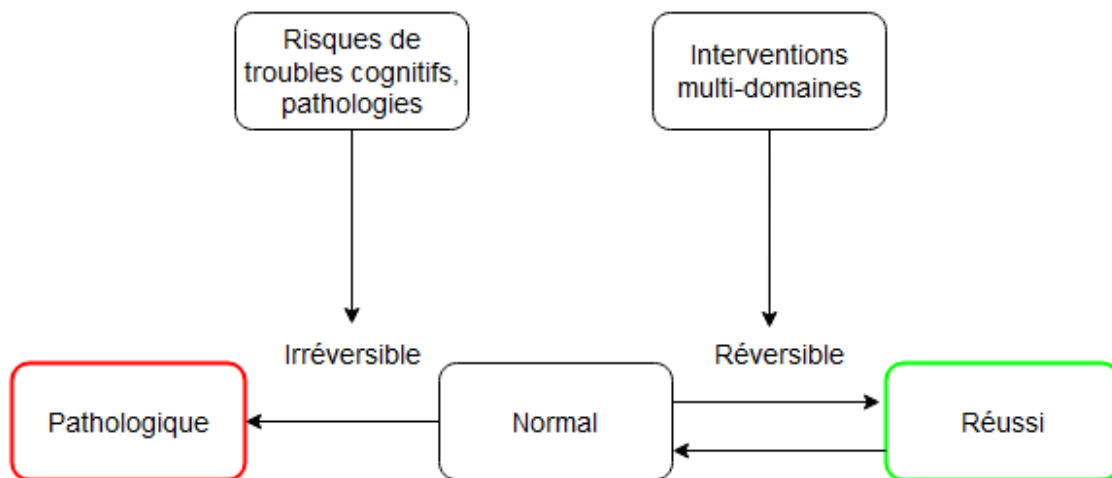 Risques de
troubles cognitifs,
pathologies
Interventions
multi-domaines
Irréversible
Réversible
Pathologique
Normal
Réussi